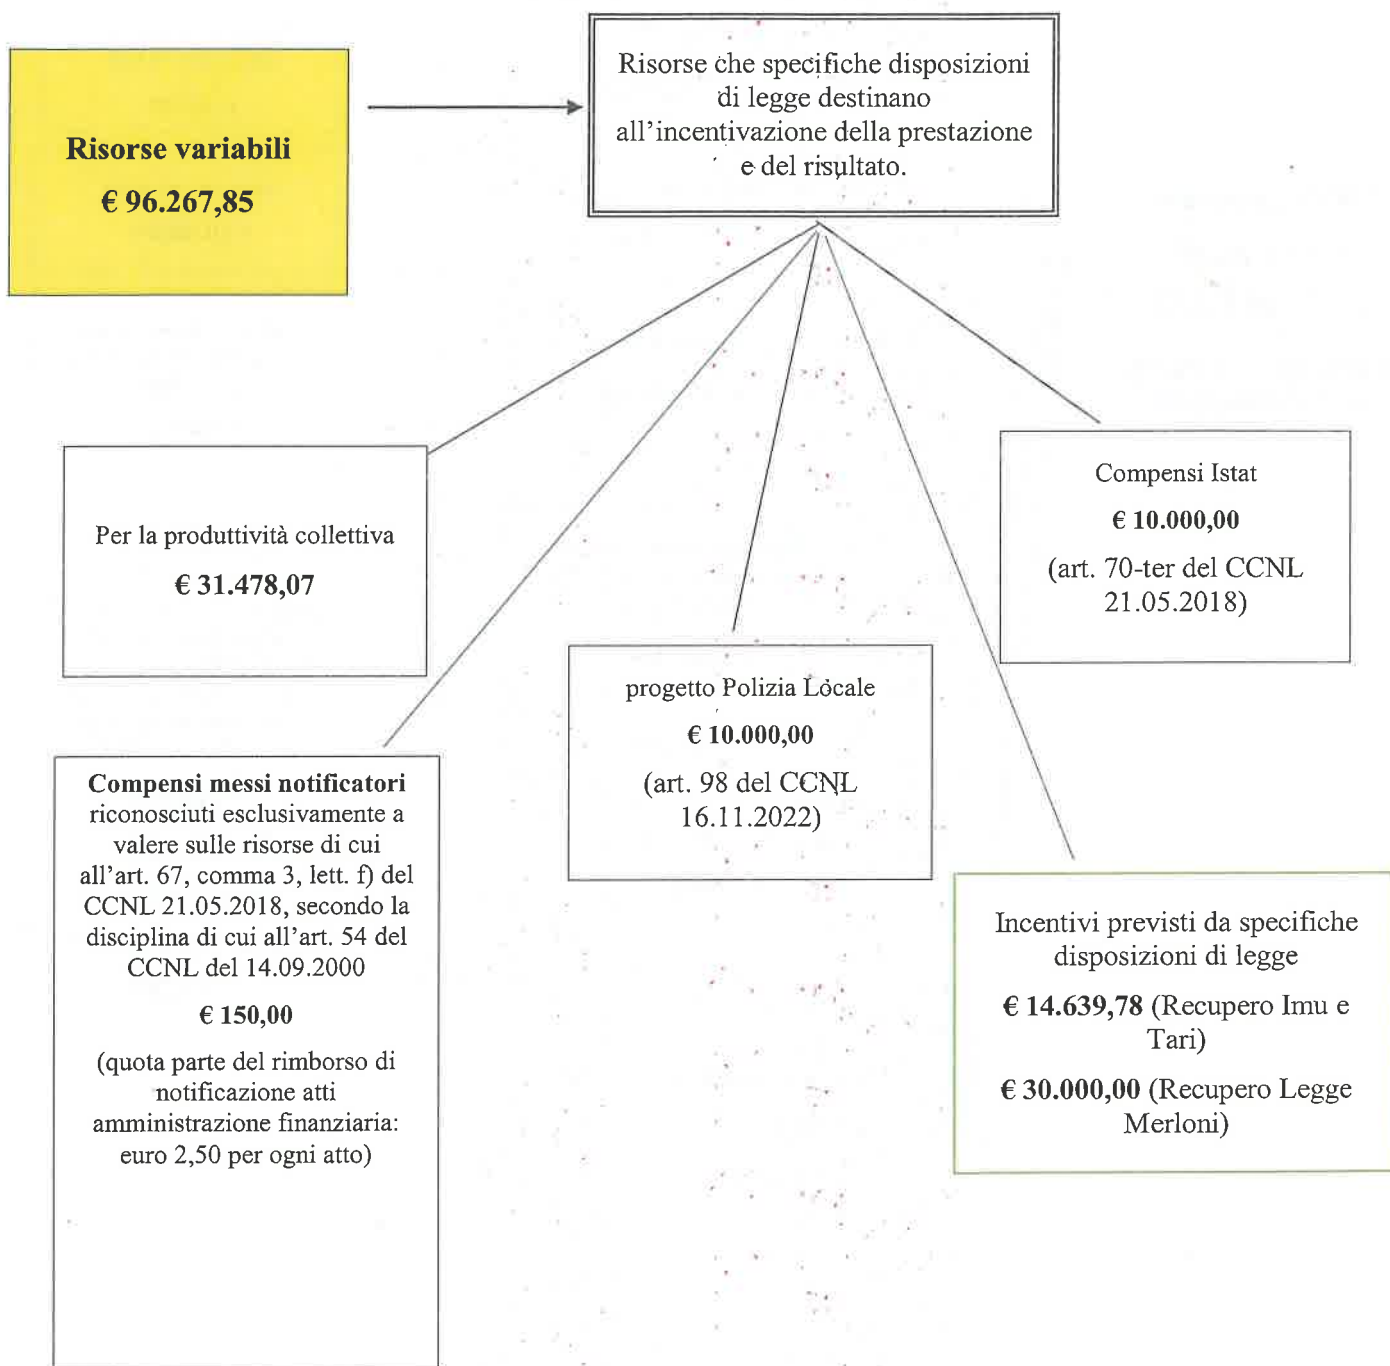 Risorse variabili
€ 96.267,85
Risorse che specifiche disposizioni
di legge destinano
all'incentivazione della prestazione
e del risultato.
Per la produttività collettiva
€ 31.478,07
Compensi Istat
€ 10.000,00
(art. 70-ter del CCNL
21.05.2018)
progetto Polizia Locale
€ 10.000,00
(art. 98 del CCNL
16.11.2022)
Compensi messi notificatori
riconosciuti esclusivamente a
valere sulle risorse di cui
all'art. 67, comma 3, lett. f) del
CCNL 21.05.2018, secondo la
disciplina di cui all'art. 54 del
CCNL del 14.09.2000
€ 150,00
(quota parte del rimborso di
notificazione atti
amministrazione finanziaria:
euro 2,50 per ogni atto)
Incentivi previsti da specifiche
disposizioni di legge
€ 14.639,78 (Recupero Imu e
Tari)
€ 30.000,00 (Recupero Legge
Merloni)